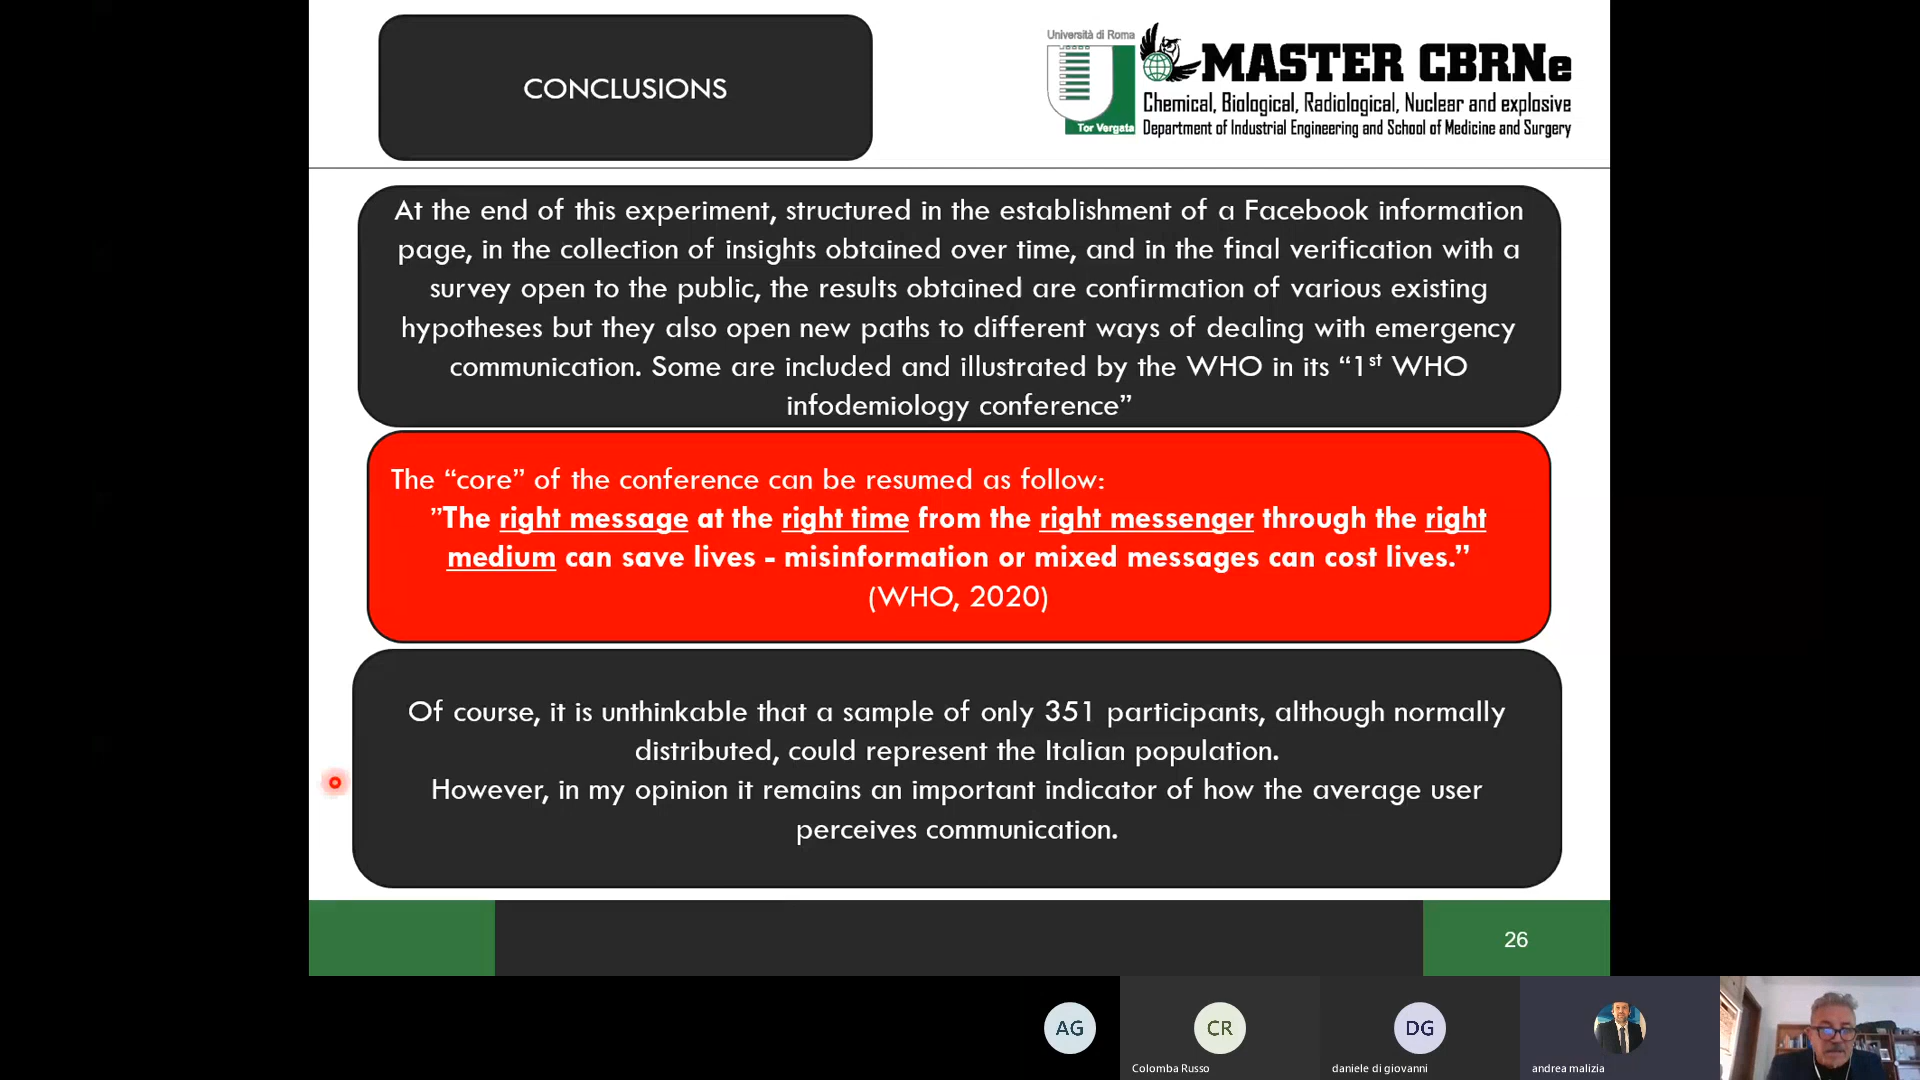 CONCLUSIONS
Università di Roma
Tor Vergata
MASTER CBRNe
Chemical, Biological, Radiological, Nuclear and explosive
Department of Industrial Engineering and School of Medicine and Surgery
At the end of this experiment, structured in the establishment of a Facebook information
page, in the collection of insights obtained over time, and in the final verification with a
survey open to the public, the results obtained are confirmation of various existing
hypotheses but they also open new paths to different ways of dealing with emergency
communication. Some are included and illustrated by the WHO in its “1st WHO
infodemiology conference”
The “core” of the conference can be resumed as follow:
”The right message at the right time from the right messenger through the right
medium can save lives - misinformation or mixed messages can cost lives.”
(WHO, 2020)
Of course, it is unthinkable that a sample of only 351 participants, although normally
distributed, could represent the Italian population.
However, in my opinion it remains an important indicator of how the average user
perceives communication.
26
AG
CR
DG
Colomba Russo
daniele di giovanni
andrea malizia